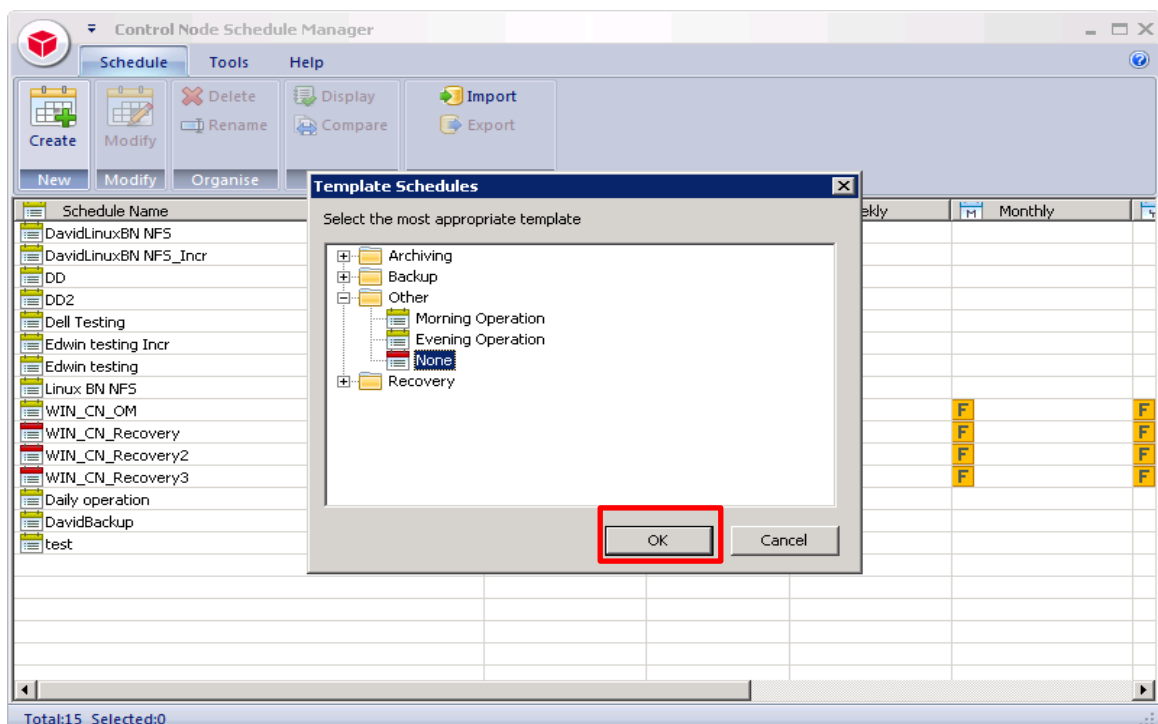 Control Node Schedule Manager
Schedule Tools Help
Delete Display Import
Rename Compare Export
Create Modify
New Modify Organise
Template Schedules
Schedule Name ekly M Monthly
Select the most appropriate template
DavidLinuxBN NFS
DavidLinuxBN NFS_Incr
Archiving
DD
Backup
DD2
Other
Dell Testing
Morning Operation
Edwin testing Incr
Evening Operation
Edwin testing
None
Linux BN NFS
Recovery
WIN_CN_OM F F
WIN_CN_Recovery F F
WIN_CN_Recovery2 F F
WIN_CN_Recovery3 F F
Daily operation
DavidBackup
OK Cancel
test
Total:15 Selected:0